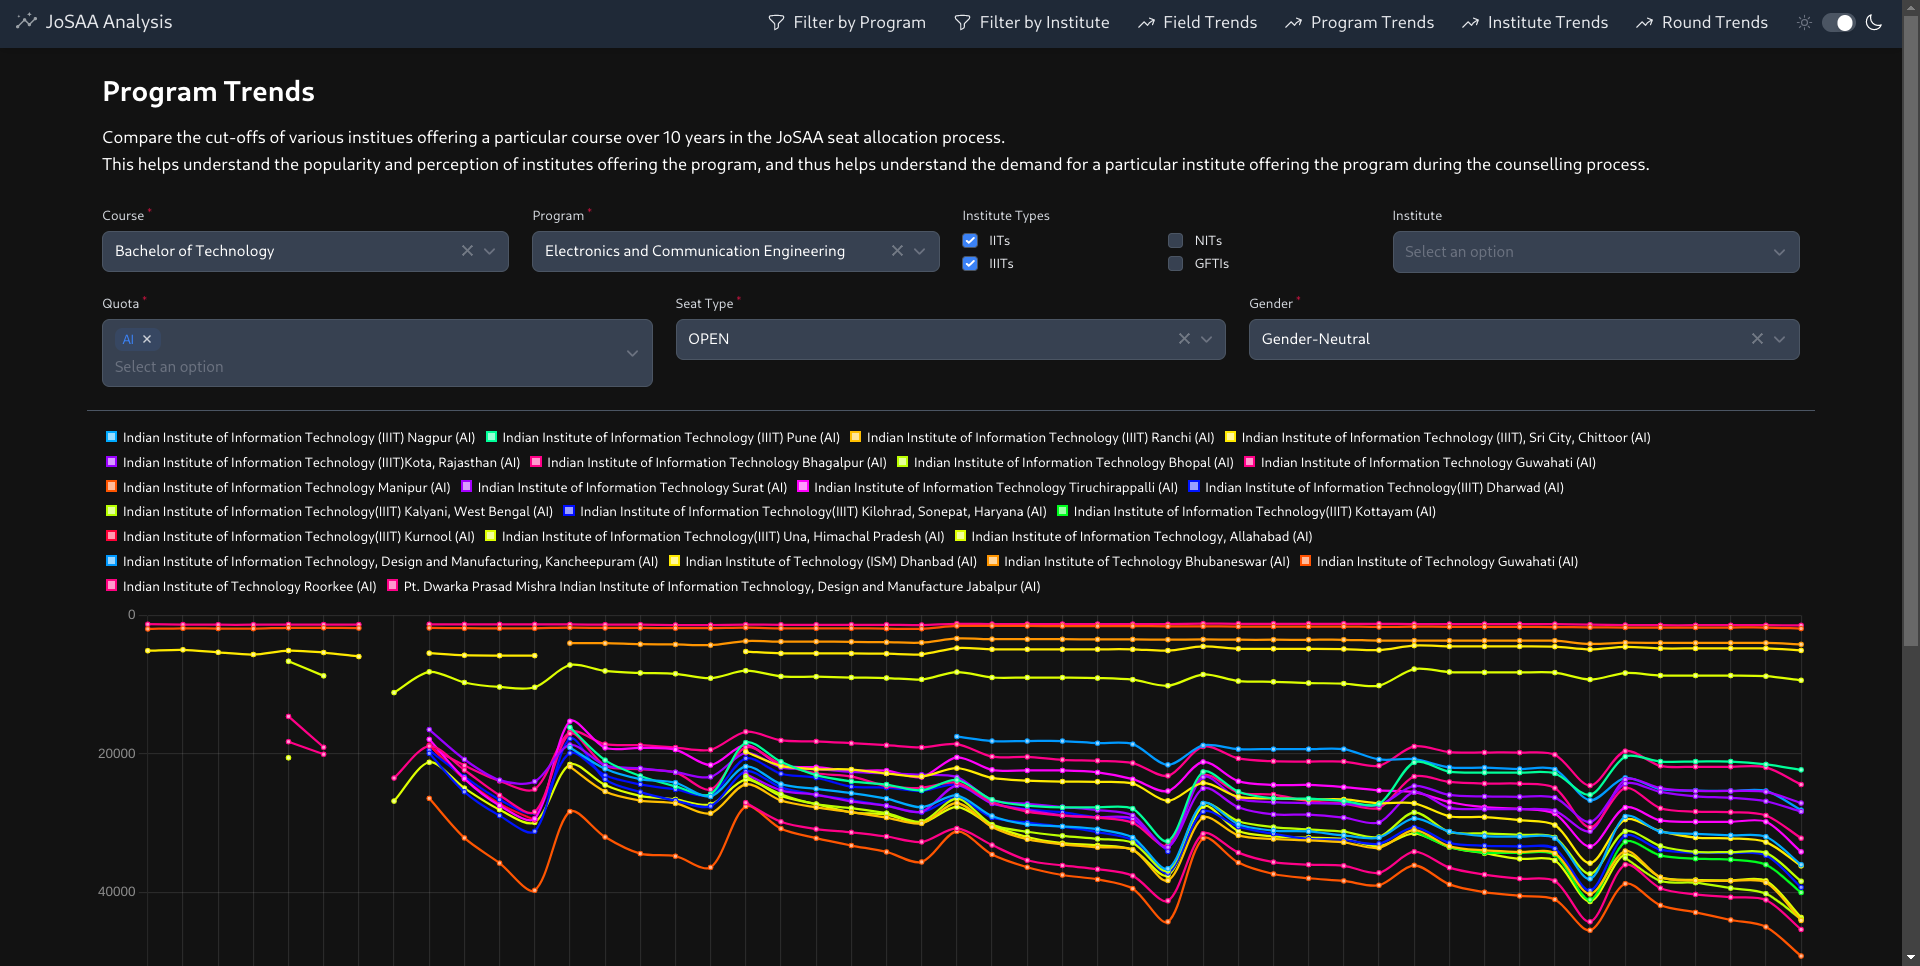 JoSAA Analysis
Filter by Program Filter by Institute Field Trends Program Trends Institute Trends Round Trends
Program Trends
Compare the cut-offs of various institues offering a particular course over 10 years in the JoSAA seat allocation process.
This helps understand the popularity and perception of institutes offering the program, and thus helps understand the demand for a particular institute offering the program during the counselling process.
Course * Program * Institute Types Institute
Bachelor of Technology Electronics and Communication Engineering IITs NITs Select an option
IIITs GFTIs
Quota * Seat Type * Gender *
AI OPEN Gender-Neutral
Select an option
Indian Institute of Information Technology (IIIT) Nagpur (AI) Indian Institute of Information Technology (IIIT) Pune (AI) Indian Institute of Information Technology (IIIT) Ranchi (AI) Indian Institute of Information Technology (IIIT), Sri City, Chittoor (AI)
Indian Institute of Information Technology (IIIT)Kota, Rajasthan (AI) Indian Institute of Information Technology Bhagalpur (AI) Indian Institute of Information Technology Bhopal (AI) Indian Institute of Information Technology Guwahati (AI)
Indian Institute of Information Technology Manipur (AI) Indian Institute of Information Technology Surat (AI) Indian Institute of Information Technology Tiruchirappalli (AI) Indian Institute of Information Technology(IIIT) Dharwad (AI)
Indian Institute of Information Technology(IIIT) Kalyani, West Bengal (AI) Indian Institute of Information Technology(IIIT) Kilohrad, Sonepat, Haryana (AI) Indian Institute of Information Technology(IIIT) Kottayam (AI)
Indian Institute of Information Technology(IIIT) Kurnool (AI) Indian Institute of Information Technology(IIIT) Una, Himachal Pradesh (AI) Indian Institute of Information Technology, Allahabad (AI)
Indian Institute of Information Technology, Design and Manufacturing, Kancheepuram (AI) Indian Institute of Technology (ISM) Dhanbad (AI) Indian Institute of Technology Bhubaneswar (AI) Indian Institute of Technology Guwahati (AI)
Indian Institute of Technology Roorkee (AI) Pt. Dwarka Prasad Mishra Indian Institute of Information Technology, Design and Manufacture Jabalpur (AI)
0
20000
40000